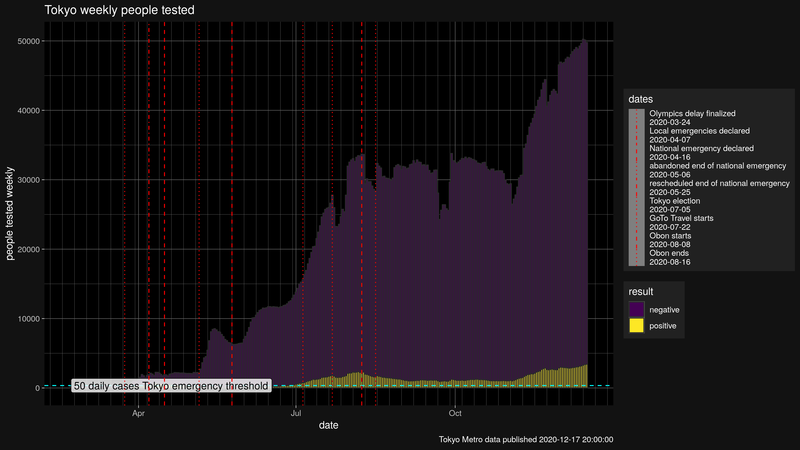 Tokyo weekly people tested
50000
40000
30000
20000
10000
0
people tested weekly
50 daily cases Tokyo emergency threshold
Apr
Jul
Oct
date
Tokyo Metro data published 2020-12-17 20:00:00
dates
Olympics delay finalized
2020-03-24
Local emergencies declared
2020-04-07
National emergency declared
2020-04-16
abandoned end of national emergency
2020-05-06
rescheduled end of national emergency
2020-05-25
Tokyo election
2020-07-05
GoTo Travel starts
2020-07-22
Obon starts
2020-08-08
Obon ends
2020-08-16
result
negative
positive